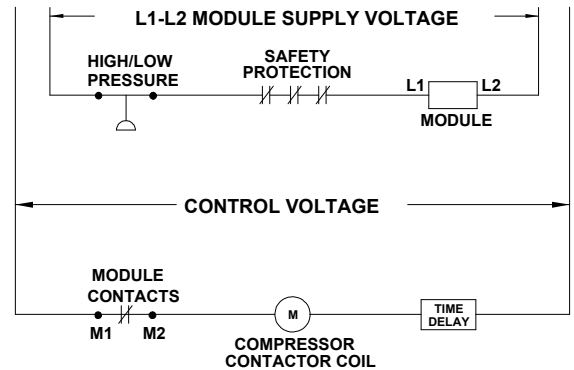 L1-L2 MODULE SUPPLY VOLTAGE
HIGH/LOW
PRESSURE
SAFETY
PROTECTION
L1
L2
MODULE
CONTROL VOLTAGE
MODULE
CONTACTS
M1
M2
M
COMPRESSOR
CONTACTOR COIL
TIME
DELAY